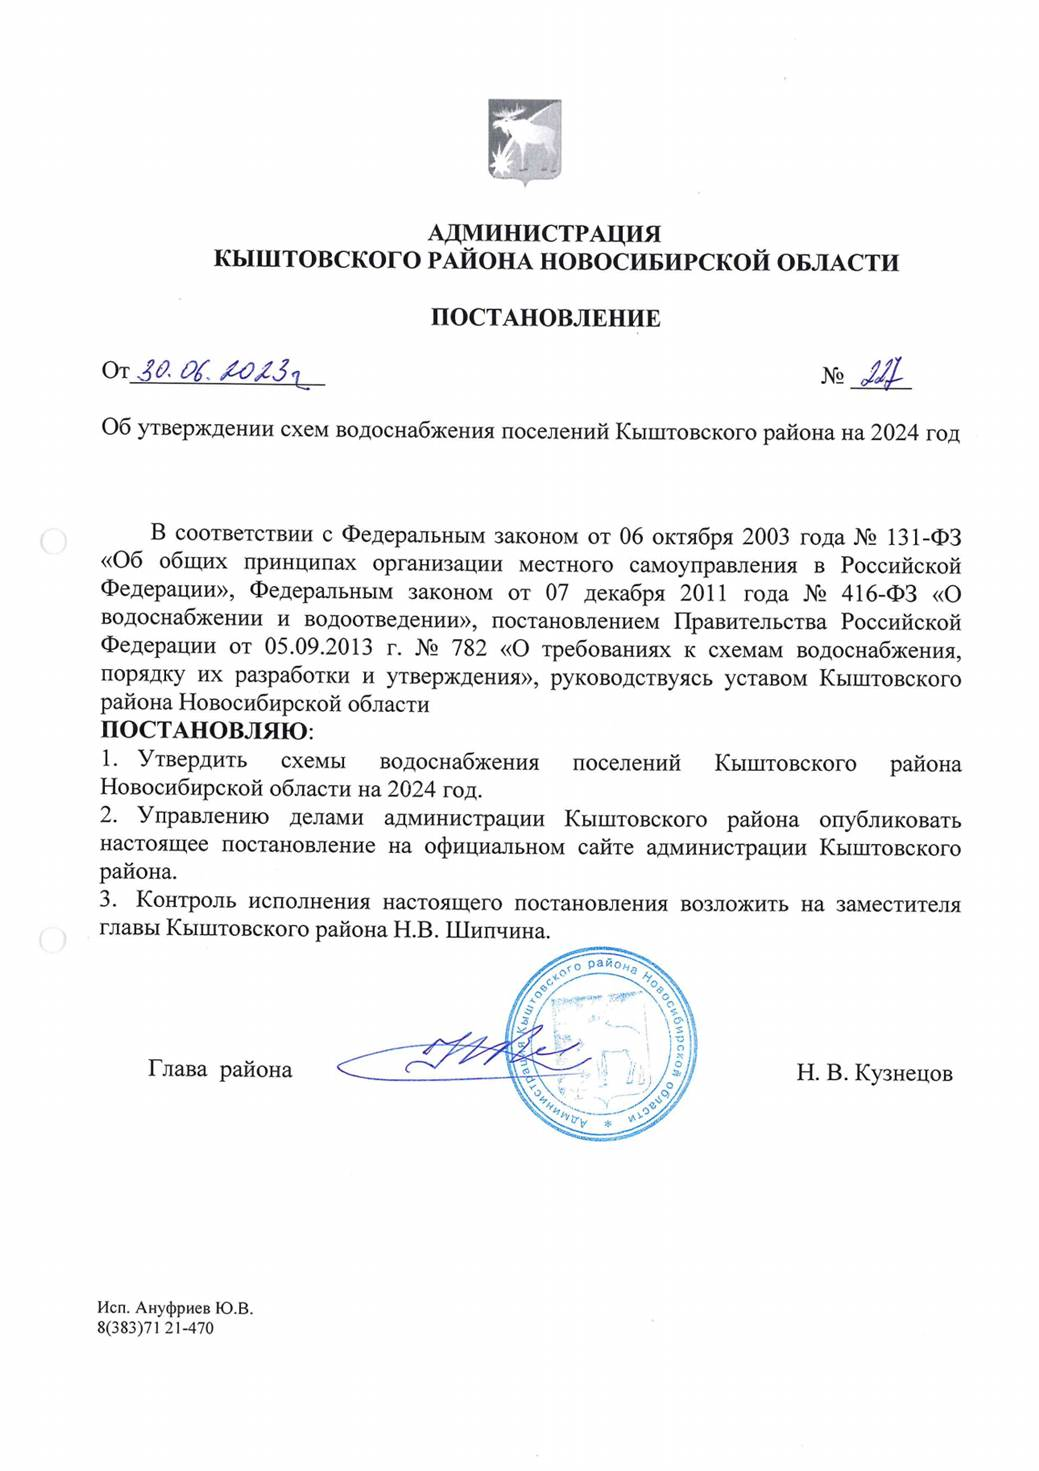 АДМИНИСТРАЦИЯ
КЫШТОВСКОГО РАЙОНА НОВОСИБИРСКОЙ ОБЛАСТИ
ПОСТАНОВЛЕНИЕ
От 30.06.2023г № 227
Об утверждении схем водоснабжения поселений Кыштовского района на 2024 год
В соответствии с Федеральным законом от 06 октября 2003 года № 131-ФЗ
«Об общих принципах организации местного самоуправления в Российской
Федерации», Федеральным законом от 07 декабря 2011 года № 416-ФЗ «О
водоснабжении и водоотведении», постановлением Правительства Российской
Федерации от 05.09.2013 г. № 782 «О требованиях к схемам водоснабжения,
порядку их разработки и утверждения», руководствуясь уставом Кыштовского
района Новосибирской области
ПОСТАНОВЛЯЮ:
1. Утвердить схемы водоснабжения поселений Кыштовского района
Новосибирской области на 2024 год.
2. Управлению делами администрации Кыштовского района опубликовать
настоящее постановление на официальном сайте администрации Кыштовского
района.
3. Контроль исполнения настоящего постановления возложить на заместителя
главы Кыштовского района Н.В. Шипчина.
Администрация Кыштовского района Новосибирской области *
Глава района Н. В. Кузнецов
Исп. Ануфриев Ю.В.
8(383)71 21-470